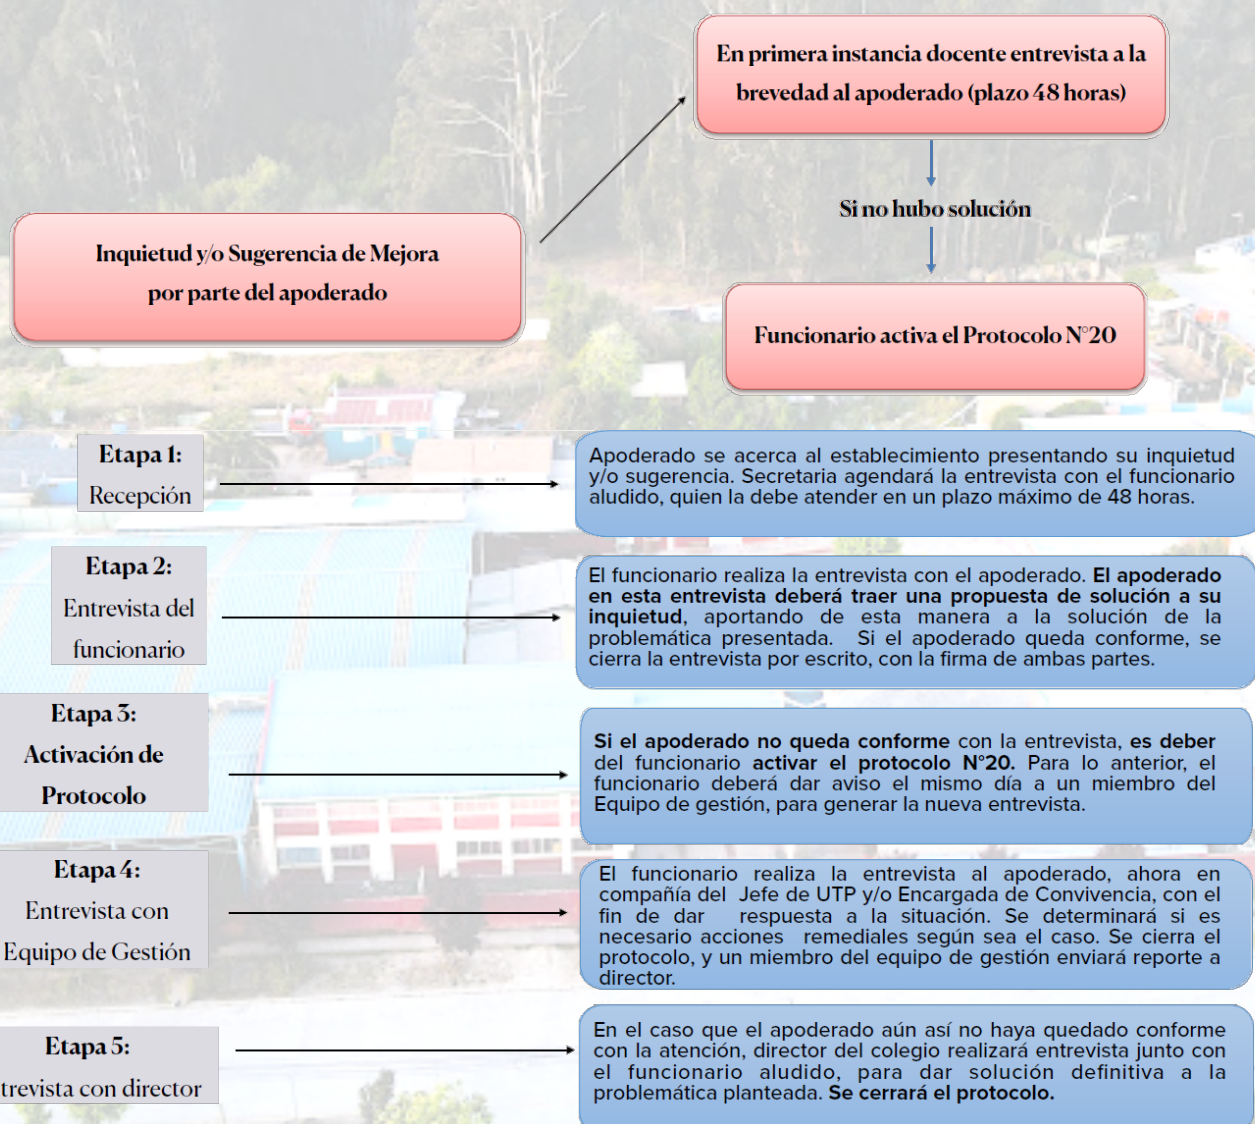 En primera instancia docente entrevista a la
brevedad al apoderado (plazo 48 horas)
Si no hubo solución
Inquietud y/o Sugerencia de Mejora
por parte del apoderado
Funcionario activa el Protocolo N°20
Etapa 1:
Recepción
Apoderado se acerca al establecimiento presentando su inquietud
y/o sugerencia. Secretaria agendará la entrevista con el funcionario
aludido, quien la debe atender en un plazo máximo de 48 horas.
Etapa 2:
Entrevista del
funcionario
El funcionario realiza la entrevista con el apoderado. El apoderado
en esta entrevista deberá traer una propuesta de solución a su
inquietud, aportando de esta manera a la solución de la
problemática presentada. Si el apoderado queda conforme, se
cierra la entrevista por escrito, con la firma de ambas partes.
Etapa 3:
Activación de
Protocolo
Si el apoderado no queda conforme con la entrevista, es deber
del funcionario activar el protocolo N°20. Para lo anterior, el
funcionario deberá dar aviso el mismo día a un miembro del
Equipo de gestión, para generar la nueva entrevista.
Etapa 4:
Entrevista con
Equipo de Gestión
El funcionario realiza la entrevista al apoderado, ahora en
compañía del Jefe de UTP y/o Encargada de Convivencia, con el
fin de dar respuesta a la situación. Se determinará si es
necesario acciones remediales según sea el caso. Se cierra el
protocolo, y un miembro del equipo de gestión enviará reporte a
director.
Etapa 5:
trevista con director
En el caso que el apoderado aún así no haya quedado conforme
con la atención, director del colegio realizará entrevista junto con
el funcionario aludido, para dar solución definitiva a la
problemática planteada. Se cerrará el protocolo.